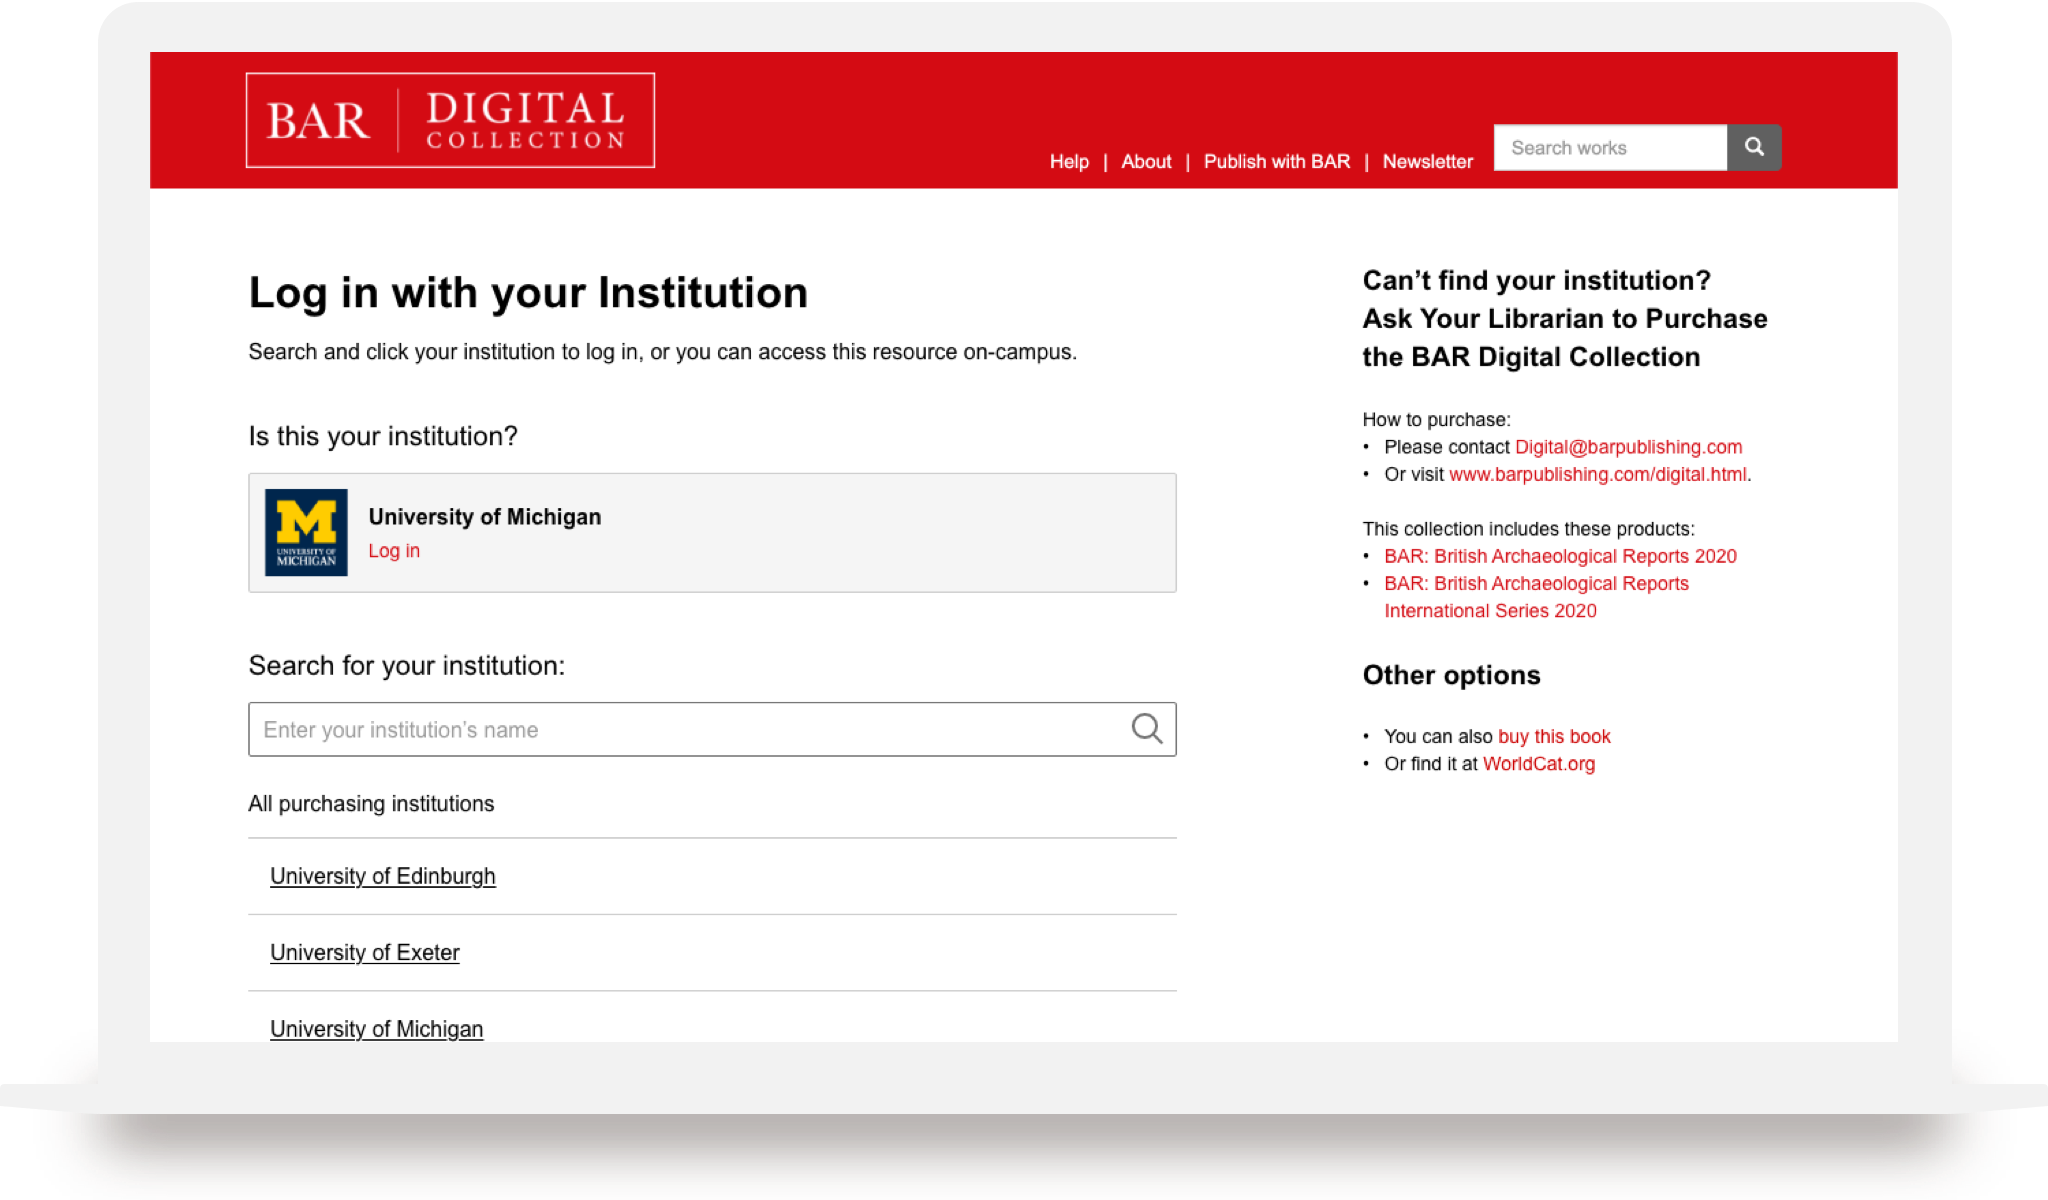 BAR | DIGITAL
COLLECTION
Help | About | Publish with BAR | Newsletter
Search works
Log in with your Institution
Search and click your institution to log in, or you can access this resource on-campus.
Is this your institution?
M
UNIVERSITY OF
MICHIGAN
University of Michigan
Log in
Search for your institution:
Enter your institution's name
All purchasing institutions
University of Edinburgh
University of Exeter
University of Michigan
Can’t find your institution?
Ask Your Librarian to Purchase
the BAR Digital Collection
How to purchase:
• Please contact Digital@barpublishing.com
• Or visit www.barpublishing.com/digital.html.
This collection includes these products:
• BAR: British Archaeological Reports 2020
• BAR: British Archaeological Reports
International Series 2020
Other options
• You can also buy this book
• Or find it at WorldCat.org